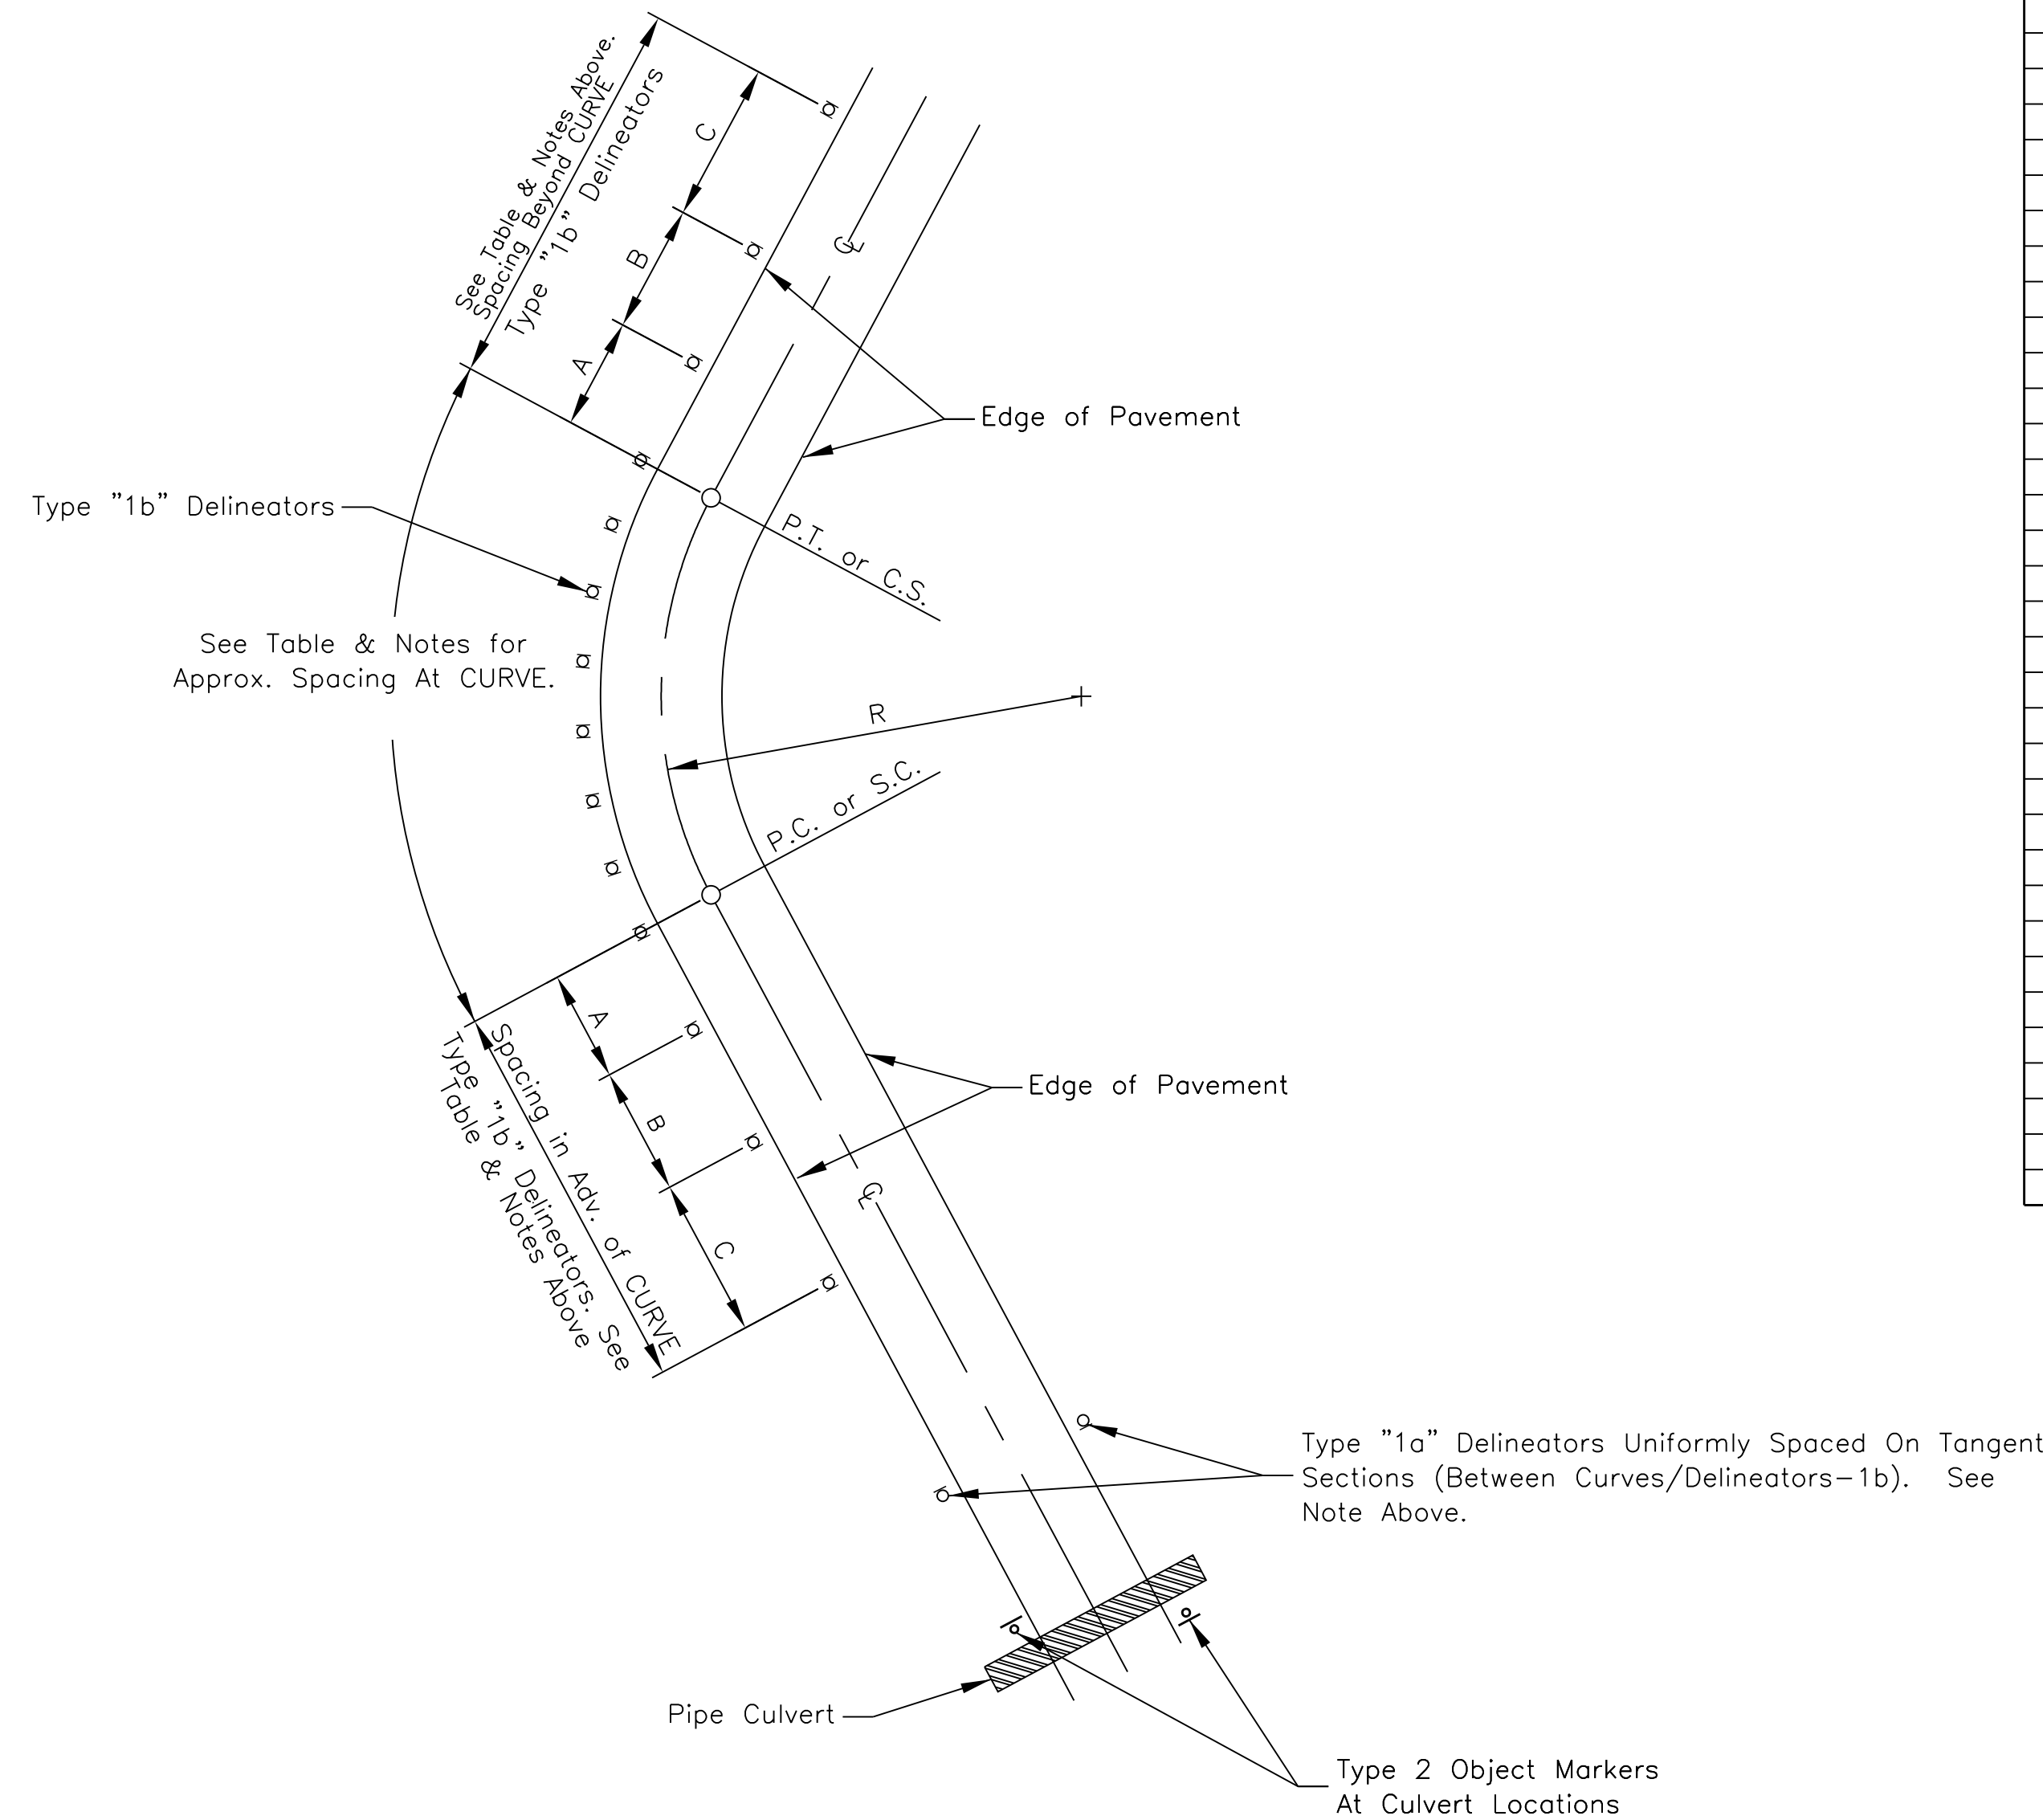 See Table & Notes Above.
Spacing Beyond CURVE
Type "1b" Delineators
C
B
A
CL
Edge of Pavement
Type "1b" Delineators
P.T. or C.S.
See Table & Notes for
Approx. Spacing At CURVE.
R
P.C. or S.C.
A
B
C
Spacing in Adv. of CURVE
Type "1b" Delineators. See
Table & Notes Above
Edge of Pavement
CL
Type "1a" Delineators Uniformly Spaced On Tangent
Sections (Between Curves/Delineators-1b). See
Note Above.
Pipe Culvert
Type 2 Object Markers
At Culvert Locations